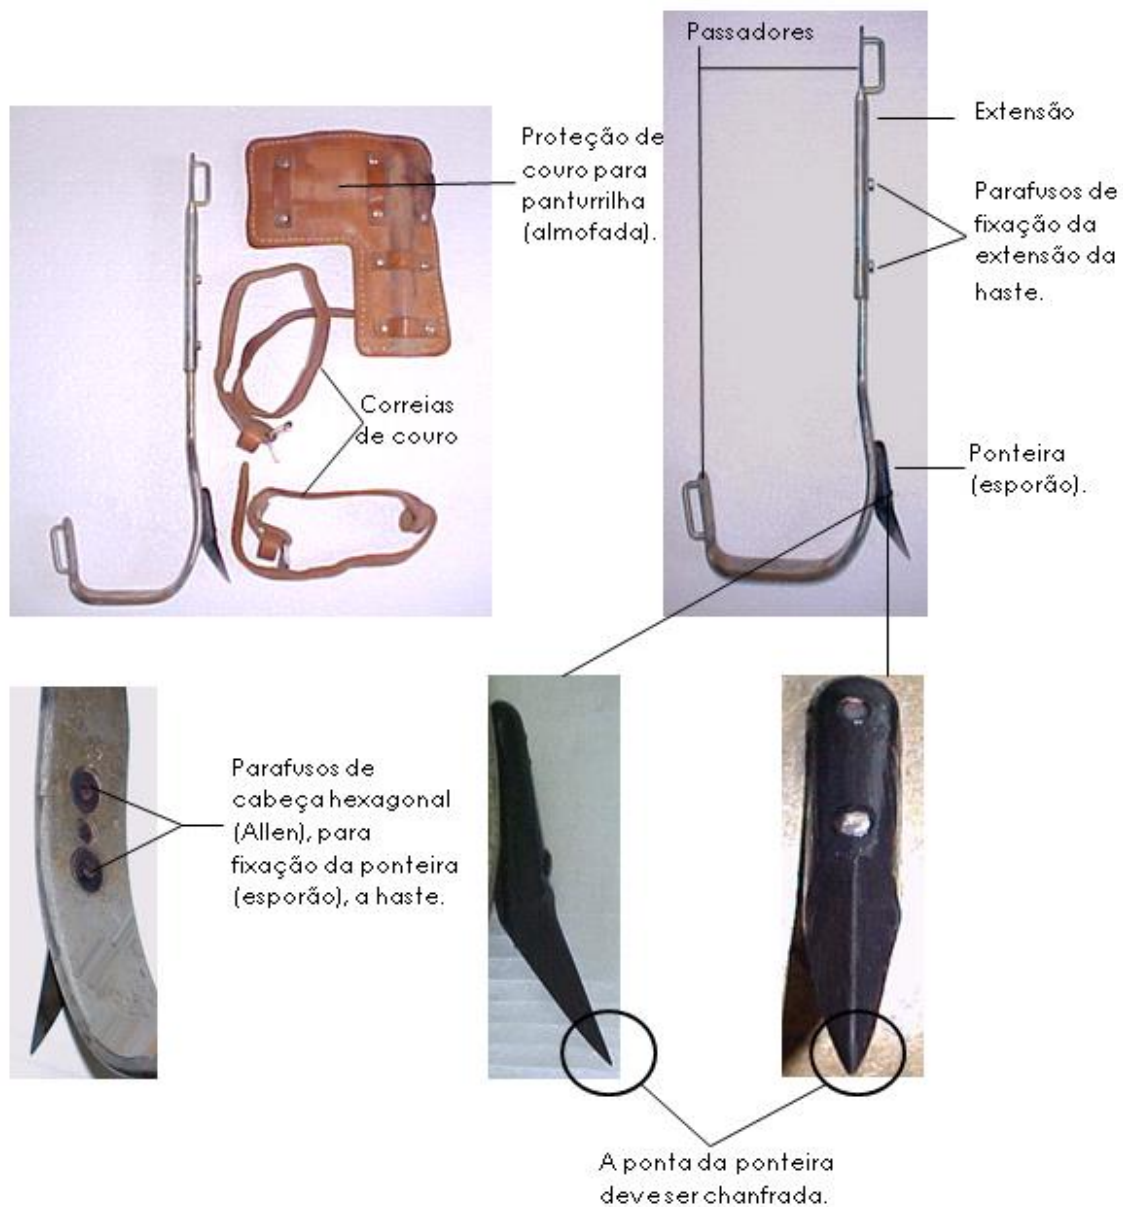 Passadores
Extensão
Proteção de
couro para
panturrilha
(almofada).
Parafusos de
fixação da
extensão da
haste.
Correias
de couro
Ponteira
(esporão).
Parafusos de
cabeça hexagonal
(Allen), para
fixação da ponteira
(esporão), a haste.
A ponta da ponteira
deve ser chanfrada.